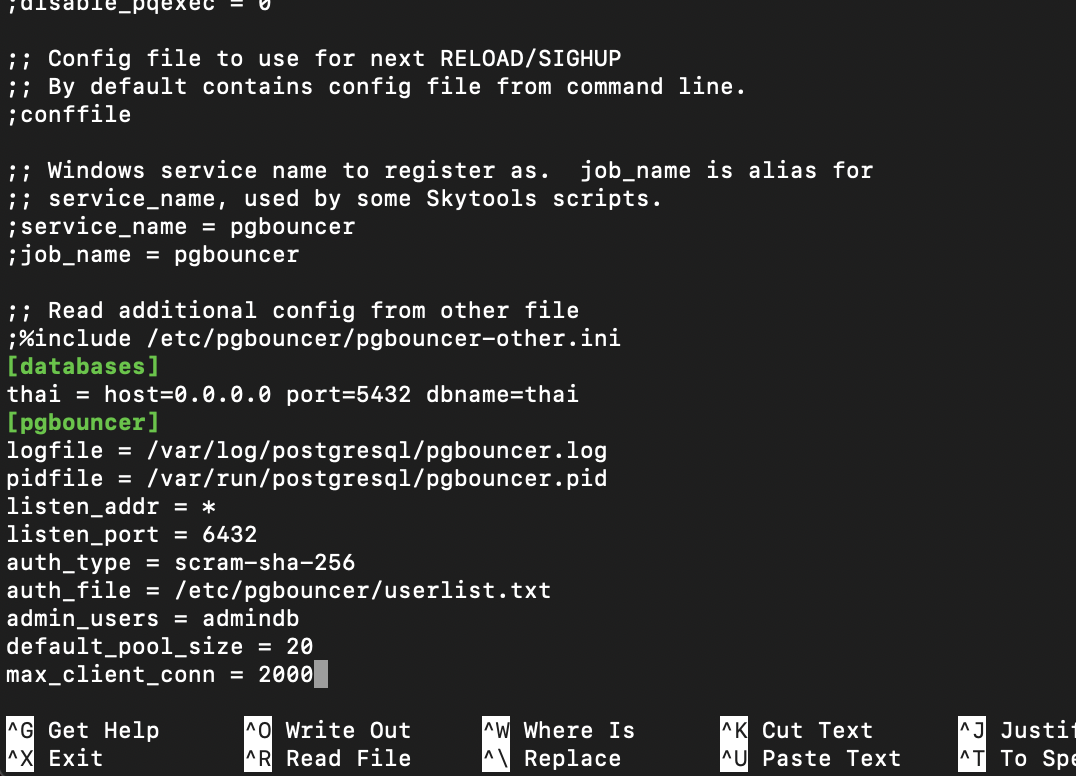 ;disable_pqexec = 0
;; Config file to use for next RELOAD/SIGHUP
;; By default contains config file from command line.
;conffile
;; Windows service name to register as.  job_name is alias for
;; service_name, used by some Skytools scripts.
;service_name = pgbouncer
;job_name = pgbouncer
;; Read additional config from other file
;%include /etc/pgbouncer/pgbouncer-other.ini
[databases]
thai = host=0.0.0.0 port=5432 dbname=thai
[pgbouncer]
logfile = /var/log/postgresql/pgbouncer.log
pidfile = /var/run/postgresql/pgbouncer.pid
listen_addr = *
listen_port = 6432
auth_type = scram-sha-256
auth_file = /etc/pgbouncer/userlist.txt
admin_users = admindb
default_pool_size = 20
max_client_conn = 2000
^G Get Help ^O Write Out ^W Where Is ^K Cut Text ^J Justif
^X Exit ^R Read File ^\ Replace ^U Paste Text ^T To Spe